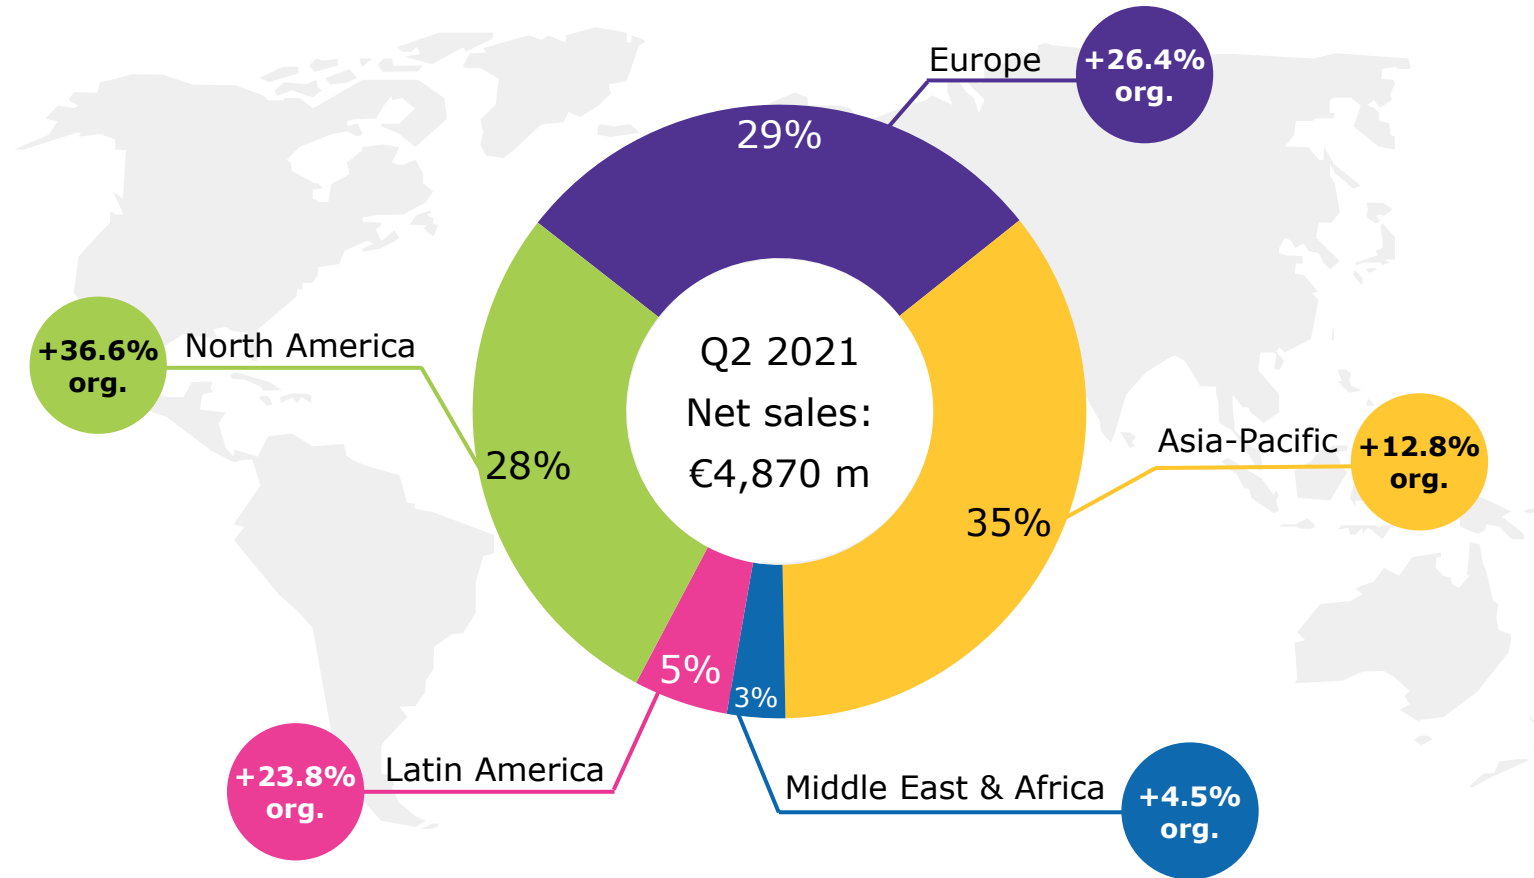 Europe
+26.4%
org.
29%
+36.6%
org.
North America
28%
Q2 2021
Net sales:
€4,870 m
Asia-Pacific
+12.8%
org.
35%
5%
3%
+23.8%
org.
Latin America
Middle East & Africa
+4.5%
org.